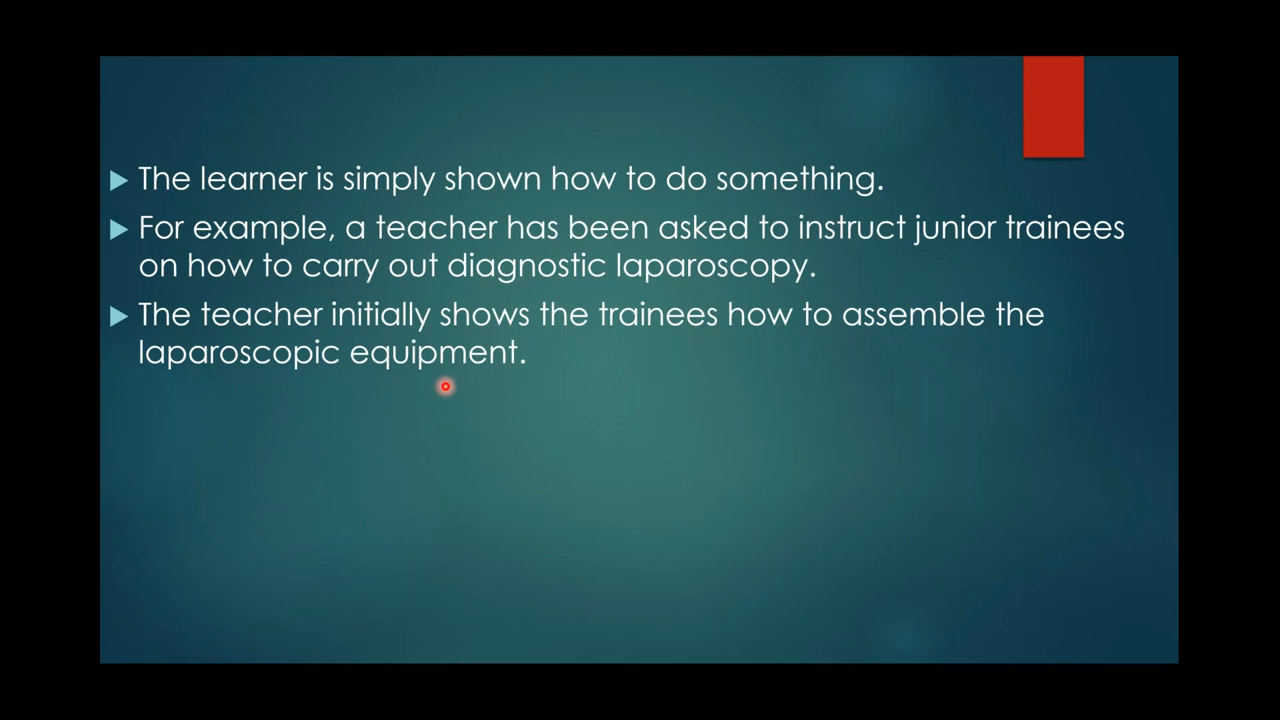 The learner is simply shown how to do something.
For example, a teacher has been asked to instruct junior trainees
on how to carry out diagnostic laparoscopy.
The teacher initially shows the trainees how to assemble the
laparoscopic equipment.